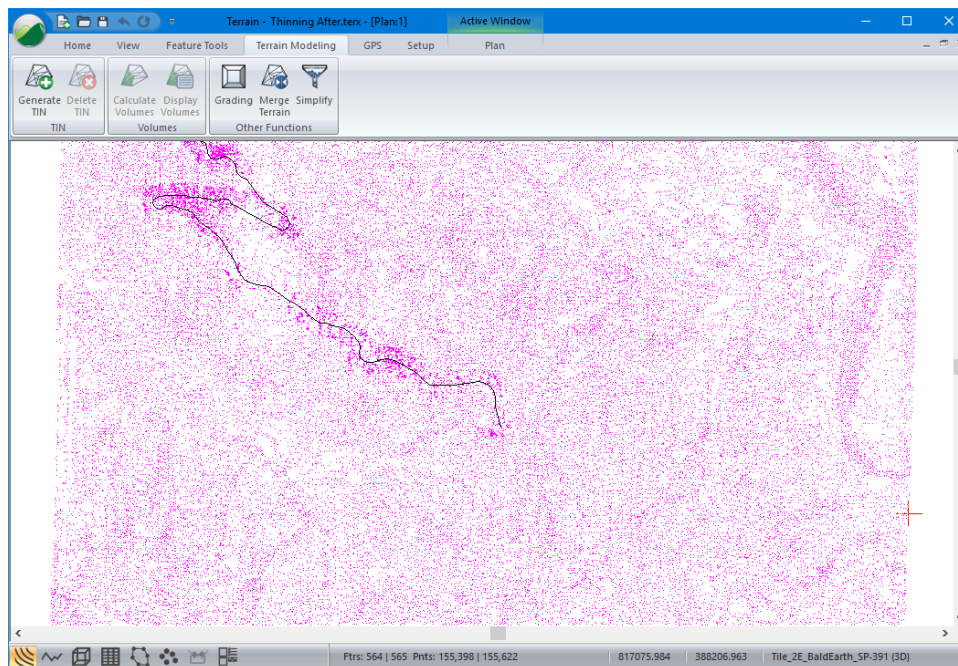 Terrain - Thinning After.terx - [Plan:1]
Active Window
Home View Feature Tools Terrain Modeling GPS Setup Plan
Generate TIN
Delete TIN
Calculate Volumes
Display Volumes
Grading
Merge Terrain
Simplify
TIN Volumes Other Functions
Ftrs: 564 | 565 Pnts: 155,398 | 155,622 817075.984 388206.963 Tile_2E_BaldEarth_SP-391 (3D)